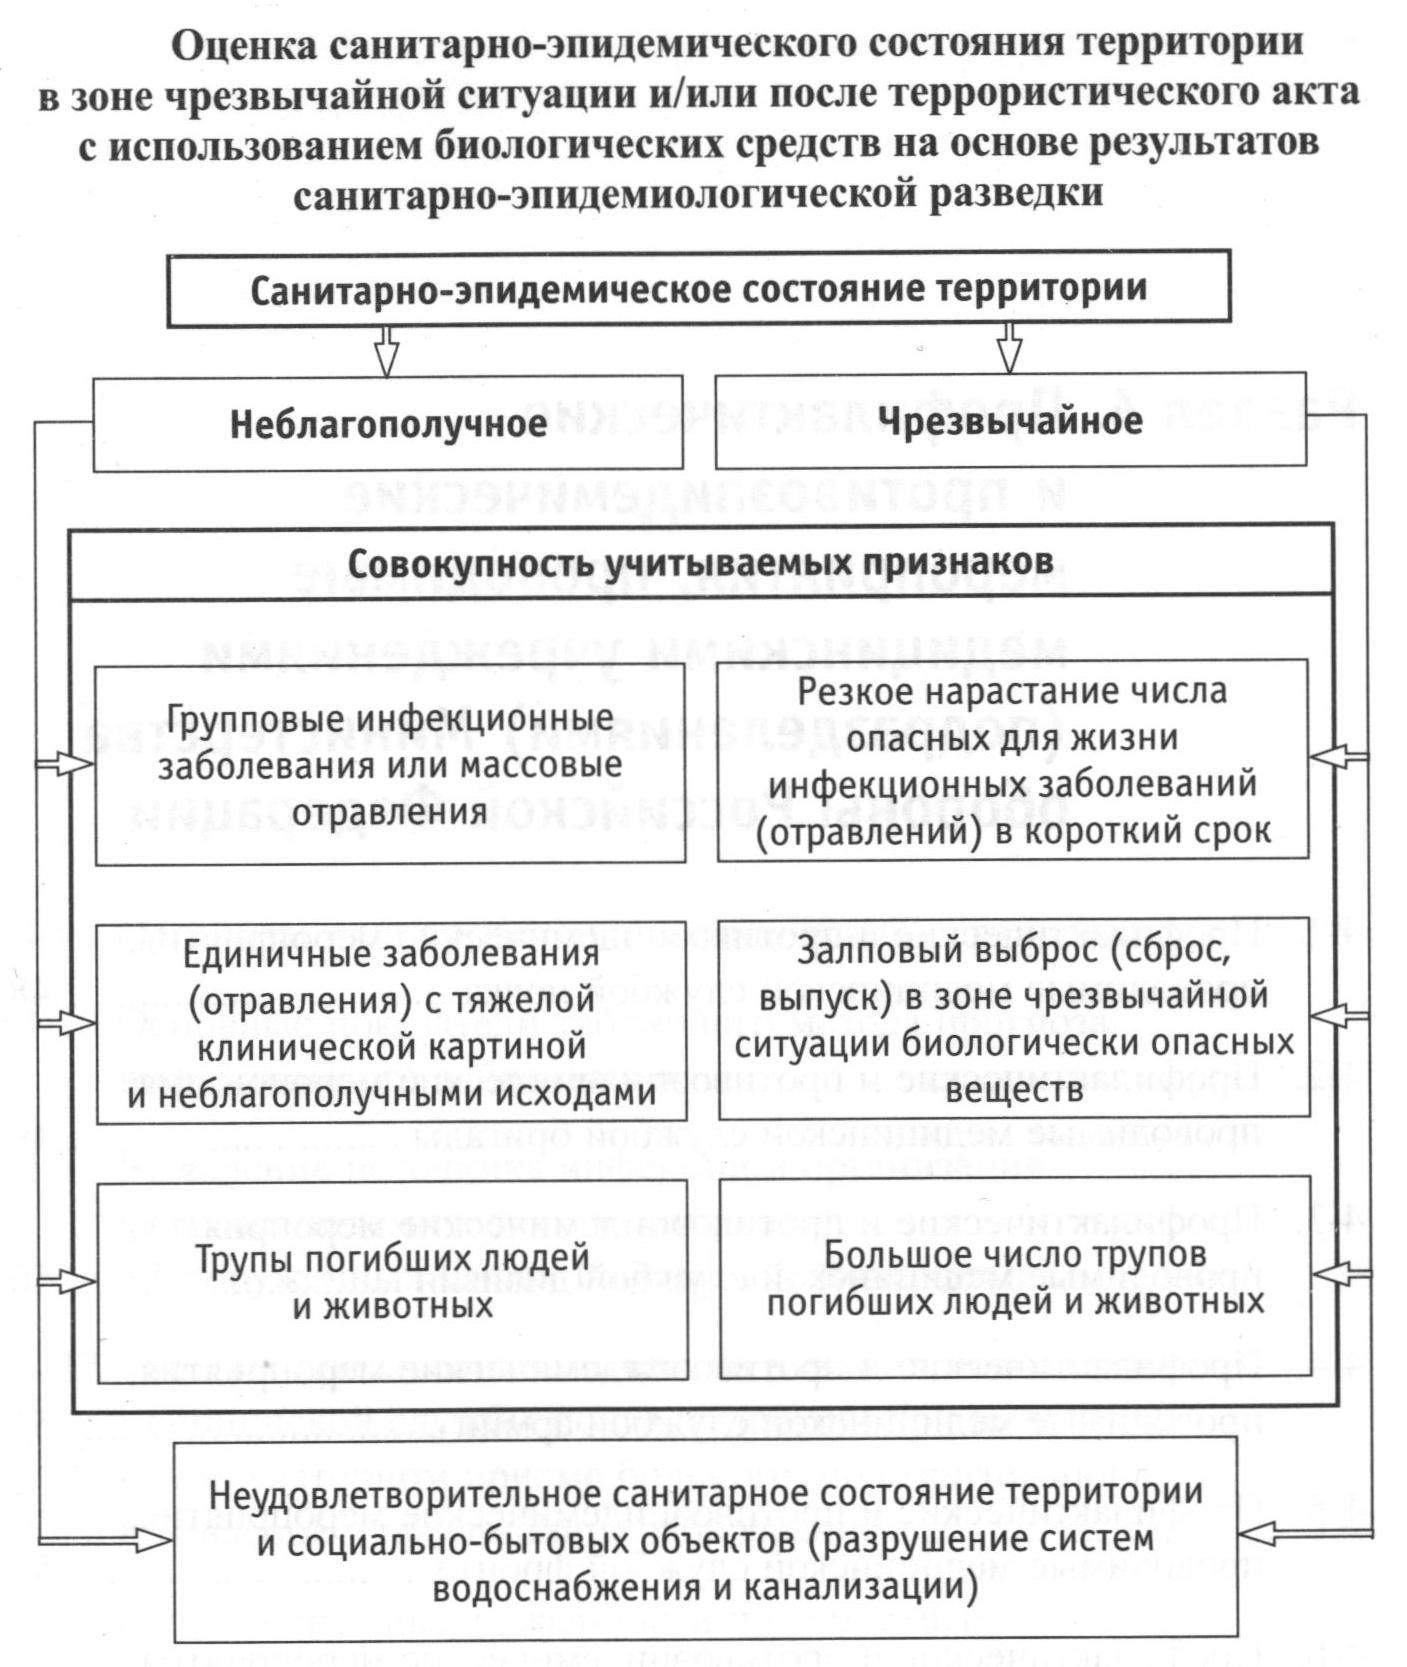 Оценка санитарно-эпидемического состояния территории
в зоне чрезвычайной ситуации и/или после террористического акта
с использованием биологических средств на основе результатов
санитарно-эпидемиологической разведки
Санитарно-эпидемическое состояние территории
Неблагополучное
Чрезвычайное
Совокупность учитываемых признаков
Групповые инфекционные
заболевания или массовые
отравления
Резкое нарастание числа
опасных для жизни
инфекционных заболеваний
(отравлений) в короткий срок
Единичные заболевания
(отравления) с тяжелой
клинической картиной
и неблагополучными исходами
Залповый выброс (сброс,
выпуск) в зоне чрезвычайной
ситуации биологически опасных
веществ
Трупы погибших людей
и животных
Большое число трупов
погибших людей и животных
Неудовлетворительное санитарное состояние территории
и социально-бытовых объектов (разрушение систем
водоснабжения и канализации)